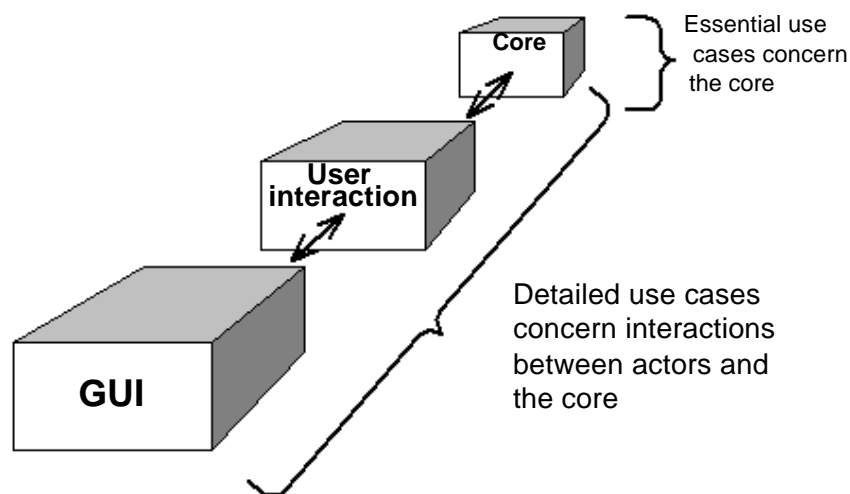 Core
Essential use
cases concern
the core
User
interaction
GUI
Detailed use cases
concern interactions
between actors and
the core